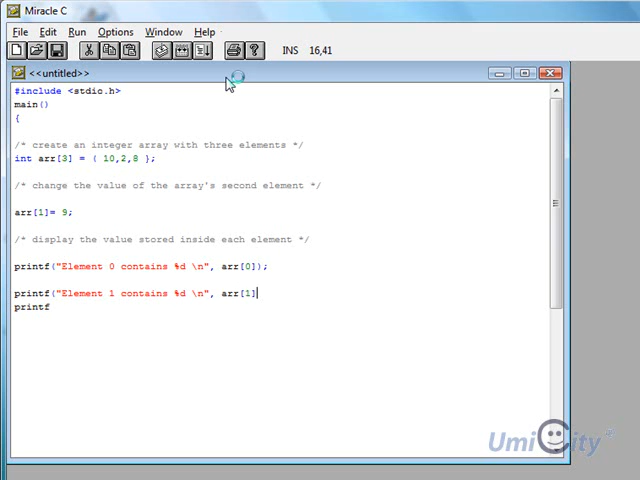 Miracle C
File Edit Run Options Window Help
INS 16,41
<<untitled>>
#include <stdio.h>
main()
{
/* create an integer array with three elements */
int arr[3] = { 10,2,8 };
/* change the value of the array's second element */
arr[1]= 9;
/* display the value stored inside each element */
printf("Element 0 contains %d \n", arr[0]);
printf("Element 1 contains %d \n", arr[1]
printf
UmiCity